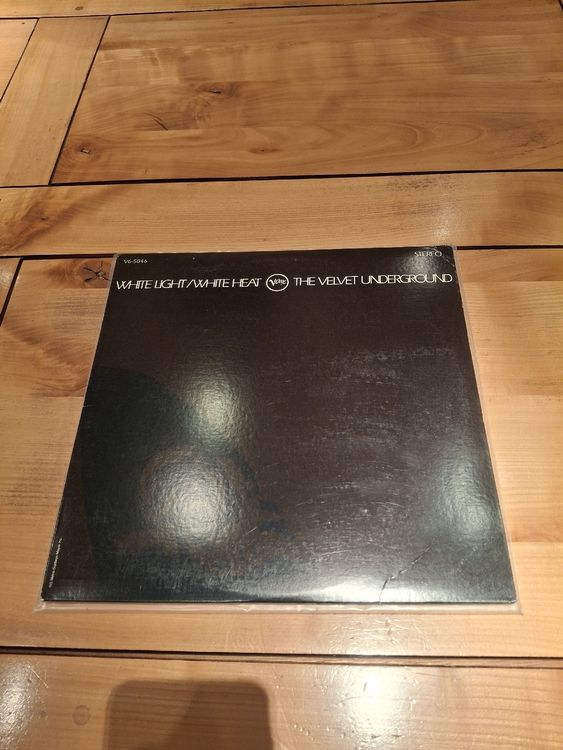 V6-5046
STEREO
WHITE LIGHT/WHITE HEAT Verve THE VELVET UNDERGROUND